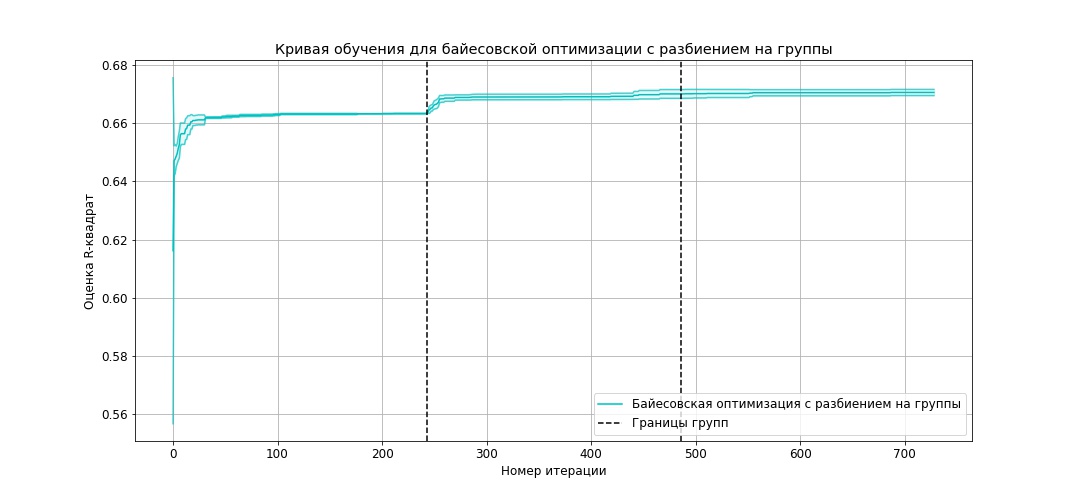 Кривая обучения для байесовской оптимизации с разбиением на группы
Оценка R-квадрат
0.68
0.66
0.64
0.62
0.60
0.58
0.56
Байесовская оптимизация с разбиением на группы
Границы групп
0 100 200 300 400 500 600 700
Номер итерации